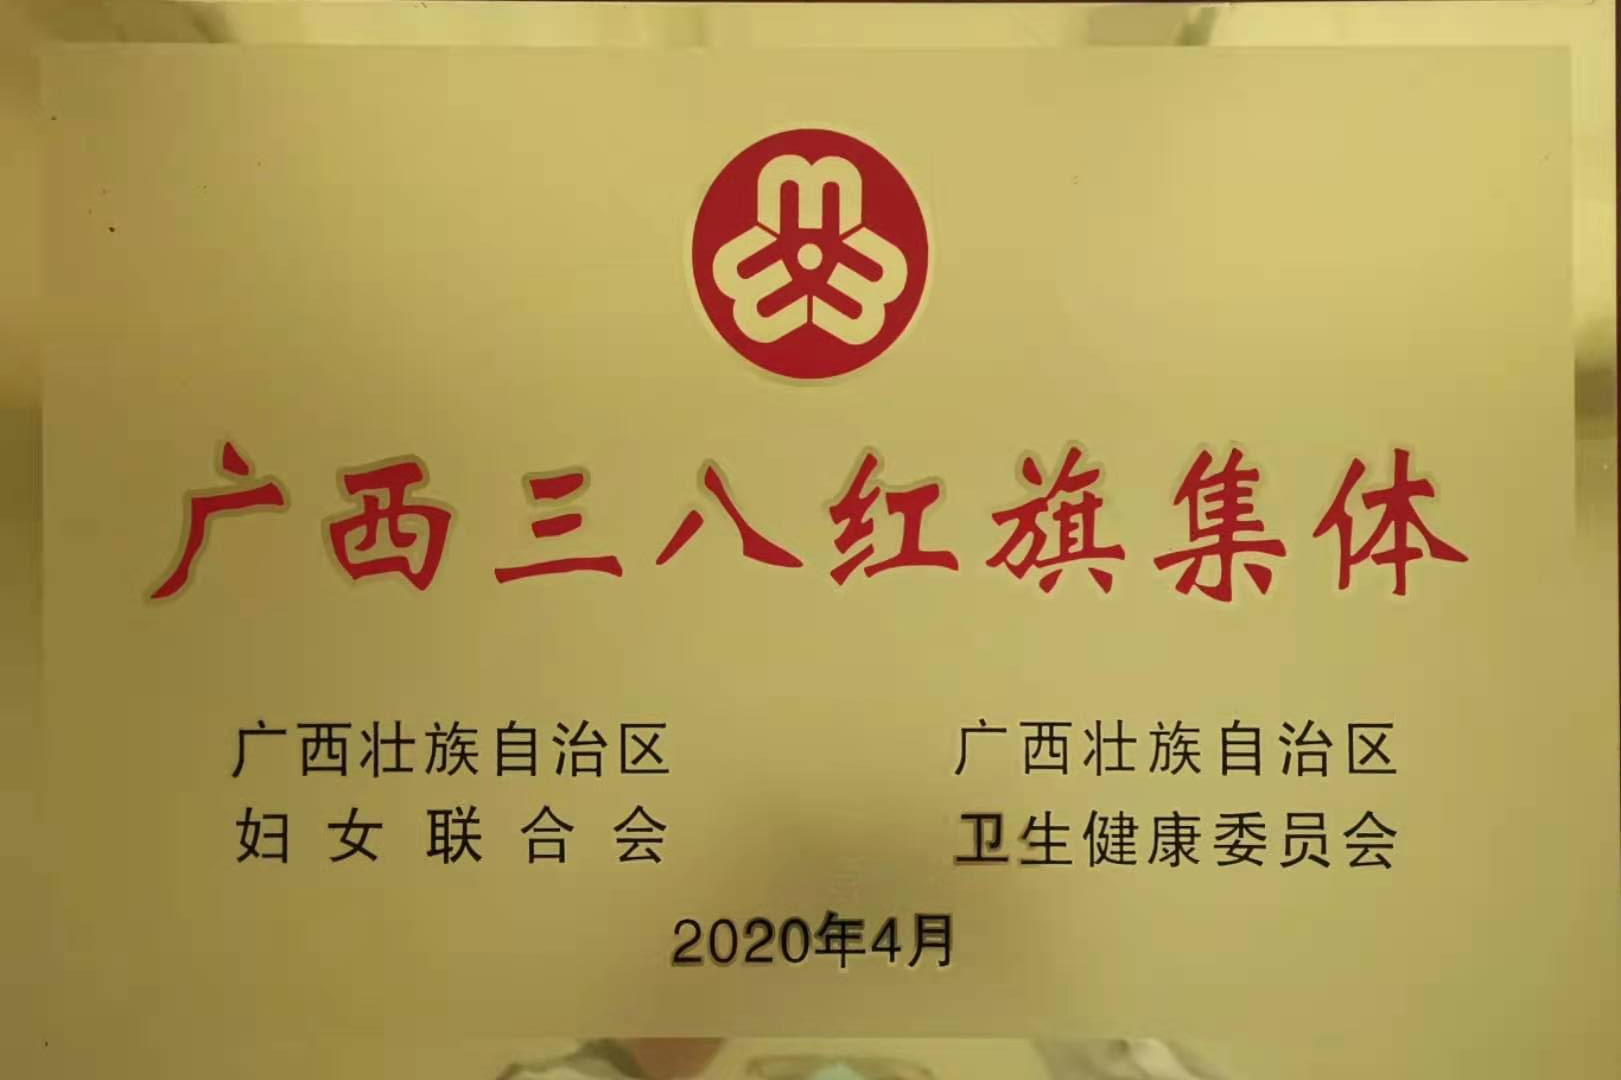 广西三八红旗集体
广西壮族自治区
妇女联合会
广西壮族自治区
卫生健康委员会
2020年4月